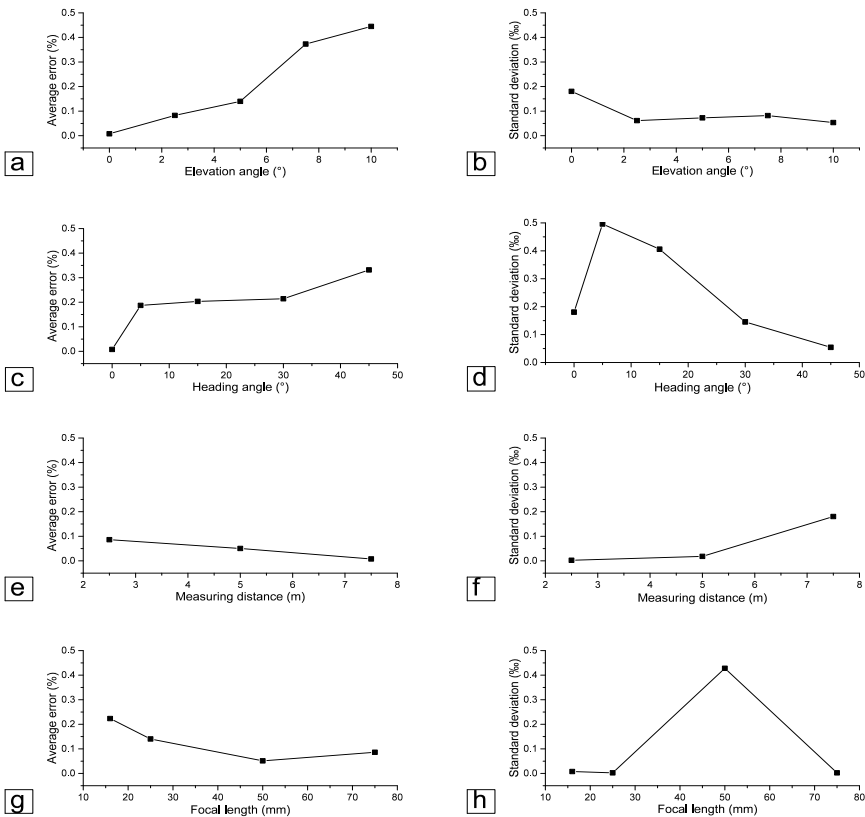 0.5
0.4
0.3
0.2
0.1
0.0
Average error (%)
0 2 4 6 8 10
Elevation angle (°)
a
0.5
0.4
0.3
0.2
0.1
0.0
Standard deviation (‰)
0 2 4 6 8 10
Elevation angle (°)
b
0.5
0.4
0.3
0.2
0.1
0.0
Average error (%)
0 10 20 30 40 50
Heading angle (°)
c
0.5
0.4
0.3
0.2
0.1
0.0
Standard deviation (‰)
0 10 20 30 40 50
Heading angle (°)
d
0.5
0.4
0.3
0.2
0.1
0.0
Average error (%)
2 3 4 5 6 7 8
Measuring distance (m)
e
0.5
0.4
0.3
0.2
0.1
0.0
Standard deviation (‰)
2 3 4 5 6 7 8
Measuring distance (m)
f
0.5
0.4
0.3
0.2
0.1
0.0
Average error (%)
10 20 30 40 50 60 70 80
Focal length (mm)
g
0.5
0.4
0.3
0.2
0.1
0.0
Standard deviation (‰)
10 20 30 40 50 60 70 80
Focal length (mm)
h